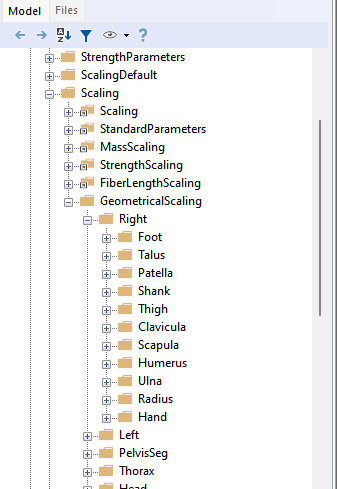 Model Files
StrengthParameters
ScalingDefault
Scaling
Scaling
StandardParameters
MassScaling
StrengthScaling
FiberLengthScaling
GeometricalScaling
Right
Foot
Talus
Patella
Shank
Thigh
Clavicula
Scapula
Humerus
Ulna
Radius
Hand
Left
PelvisSeg
Thorax
Head